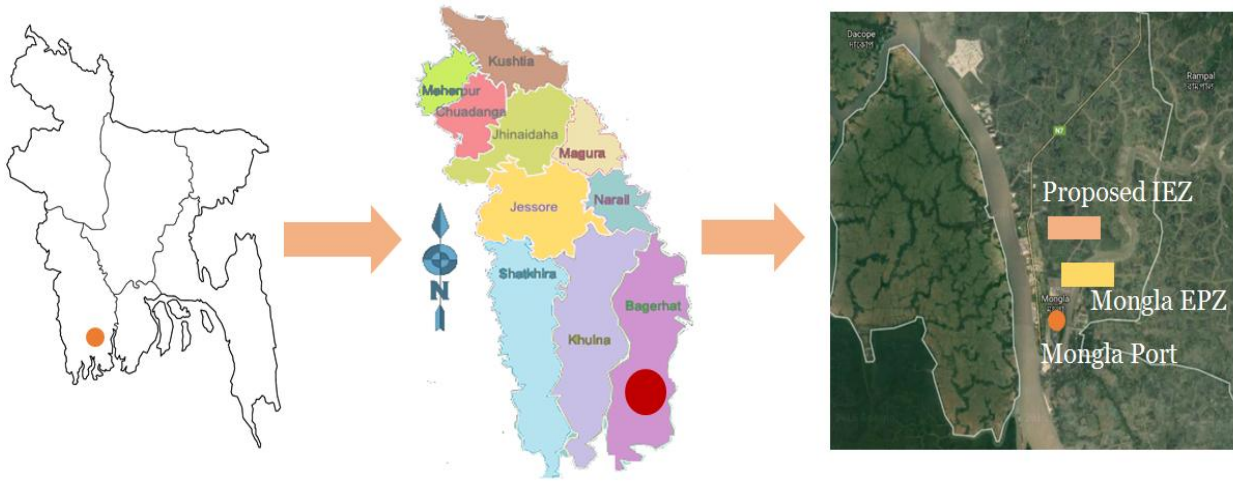 Kushtia
Meherpur
Chuadanga
Jhinaidaha
Magura
Jessore
Narail
N
Shatkhira
Khulna
Bagerhat
Dacope
Rampal
N7
Proposed IEZ
Mongla EPZ
Mongla
Mongla Port